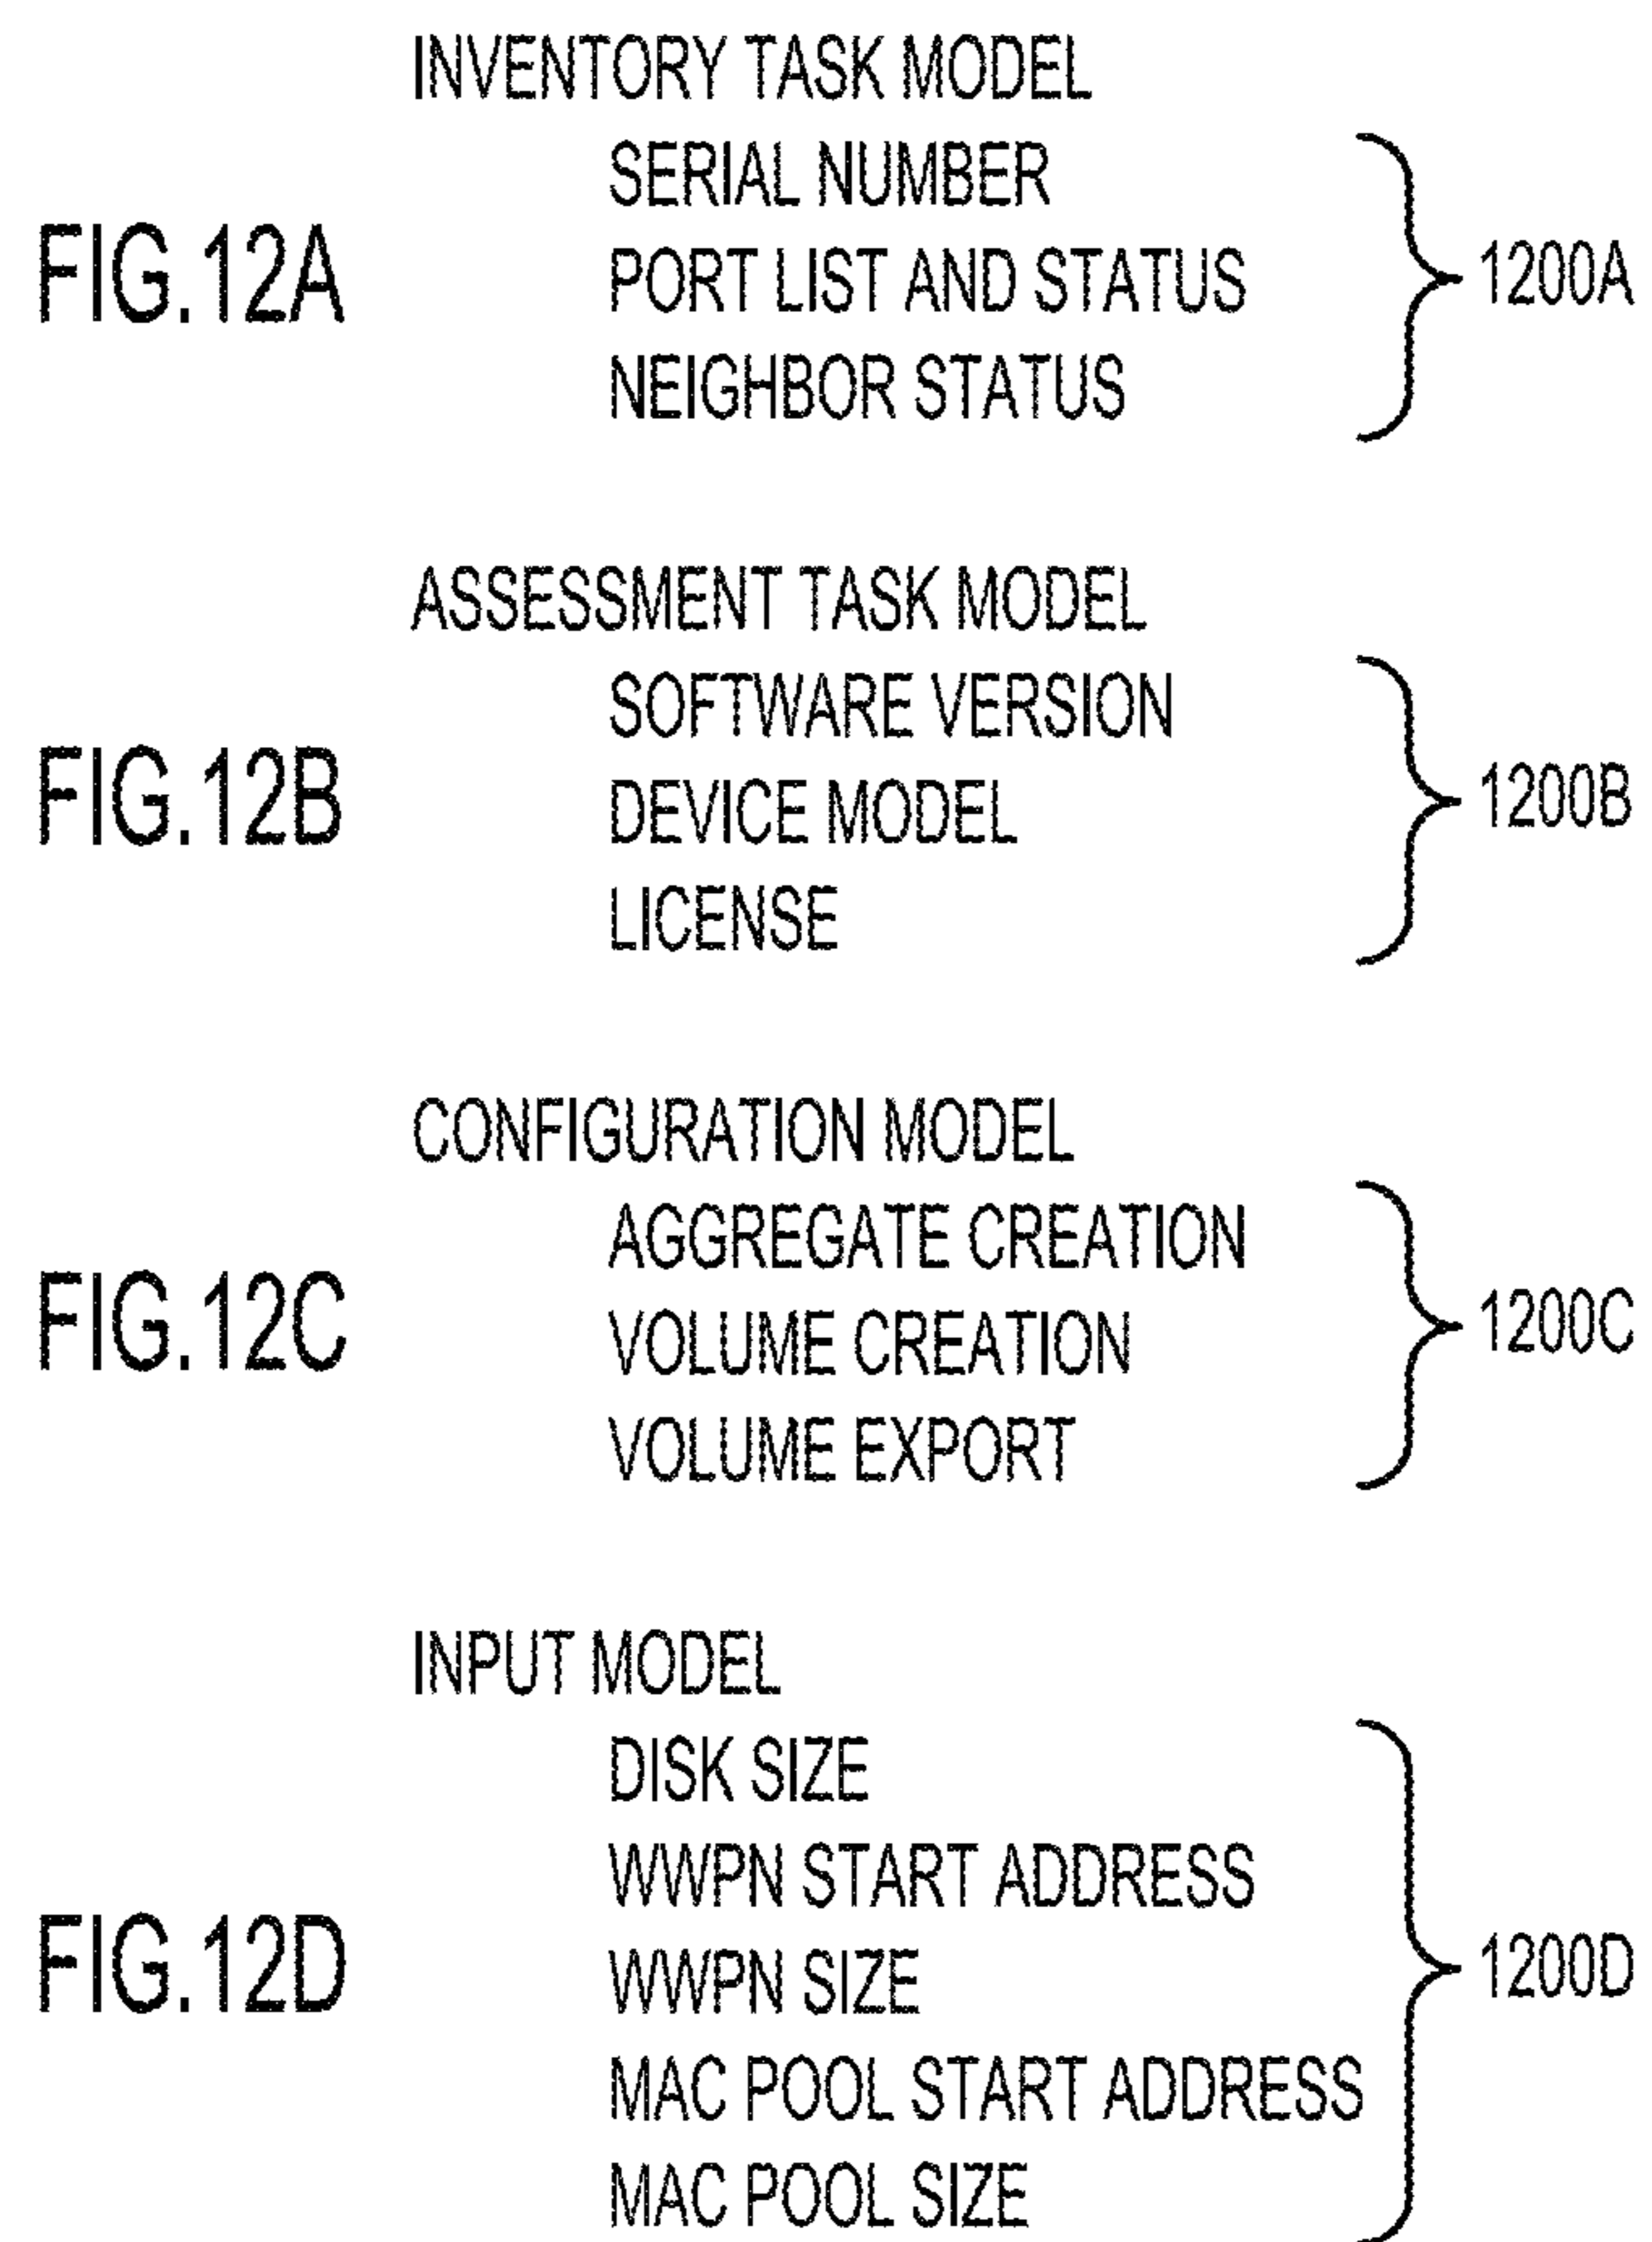 INVENTORY TASK MODEL
SERIAL NUMBER
FIG.12A PORT LIST AND STATUS 1200A
NEIGHBOR STATUS
ASSESSMENT TASK MODEL
SOFTWARE VERSION
FIG.12B DEVICE MODEL 1200B
LICENSE
CONFIGURATION MODEL
AGGREGATE CREATION
FIG.12C VOLUME CREATION 1200C
VOLUME EXPORT
INPUT MODEL
DISK SIZE
WWPN START ADDRESS
FIG.12D WWPN SIZE 1200D
MAC POOL START ADDRESS
MAC POOL SIZE